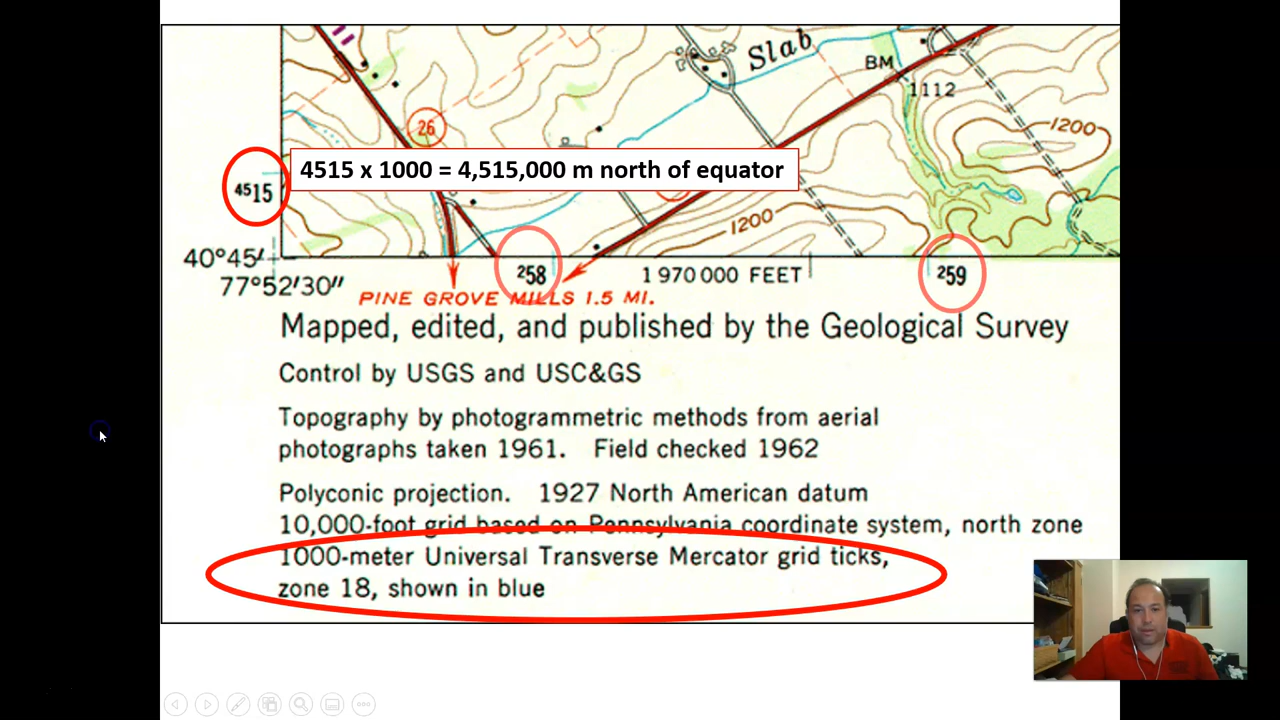 Slab
BM
1112
1200
26
4515 x 1000 = 4,515,000 m north of equator
4515
1200
40°45′
258
1 970 000 FEET
259
77°52′30″
PINE GROVE MILLS 1.5 MI.
Mapped, edited, and published by the Geological Survey
Control by USGS and USC&GS
Topography by photogrammetric methods from aerial
photographs taken 1961. Field checked 1962
Polyconic projection. 1927 North American datum
10,000-foot grid based on Pennsylvania coordinate system, north zone
1000-meter Universal Transverse Mercator grid ticks,
zone 18, shown in blue